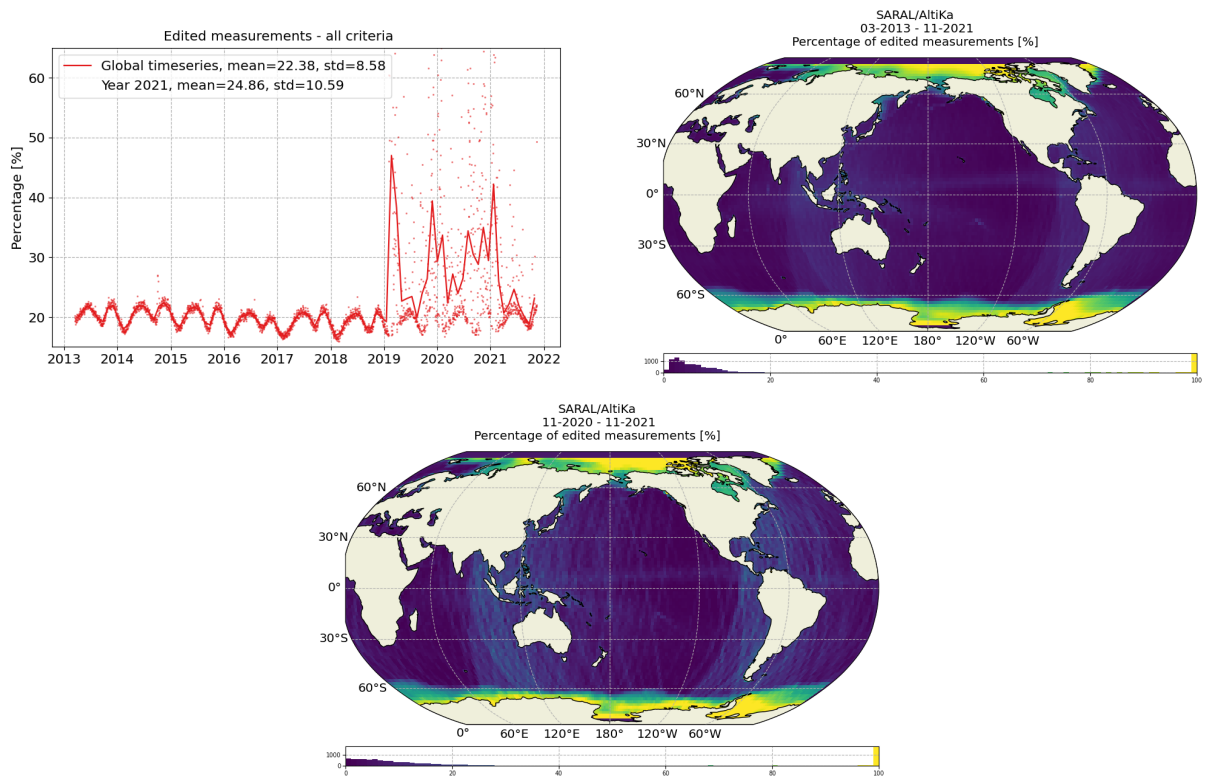 Edited measurements - all criteria
Global timeseries, mean=22.38, std=8.58
Year 2021, mean=24.86, std=10.59
Percentage [%]
60
50
40
30
20
2013 2014 2015 2016 2017 2018 2019 2020 2021 2022
SARAL/AltiKa
03-2013 - 11-2021
Percentage of edited measurements [%]
60°N
30°N
0°
30°S
60°S
0° 60°E 120°E 180° 120°W 60°W
1000
0
0 20 40 60 80 100
SARAL/AltiKa
11-2020 - 11-2021
Percentage of edited measurements [%]
60°N
30°N
0°
30°S
60°S
0° 60°E 120°E 180° 120°W 60°W
1000
0
0 20 40 60 80 100